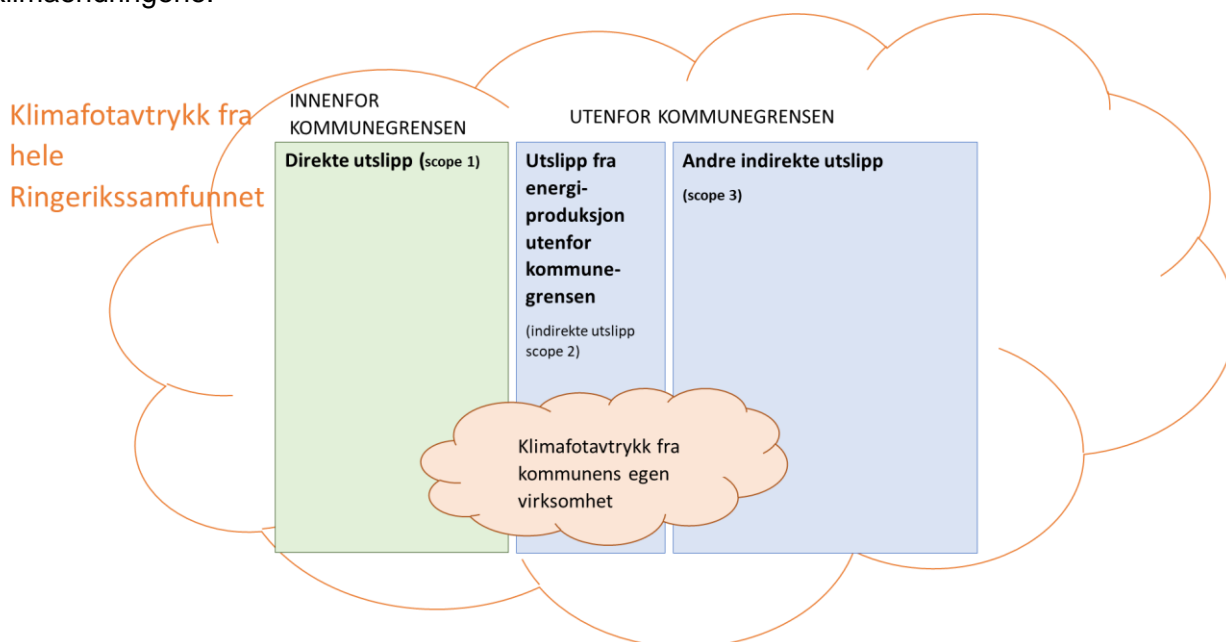 klimaendringene.
Klimafotavtrykk fra
hele
Ringerikssamfunnet
INNENFOR
KOMMUNEGRENSEN
UTENFOR KOMMUNEGRENSEN
Direkte utslipp (scope 1)
Utslipp fra
energi-
produksjon
utenfor
kommune-
grensen
(indirekte utslipp
scope 2)
Andre indirekte utslipp
(scope 3)
Klimafotavtrykk fra
kommunens egen
virksomhet